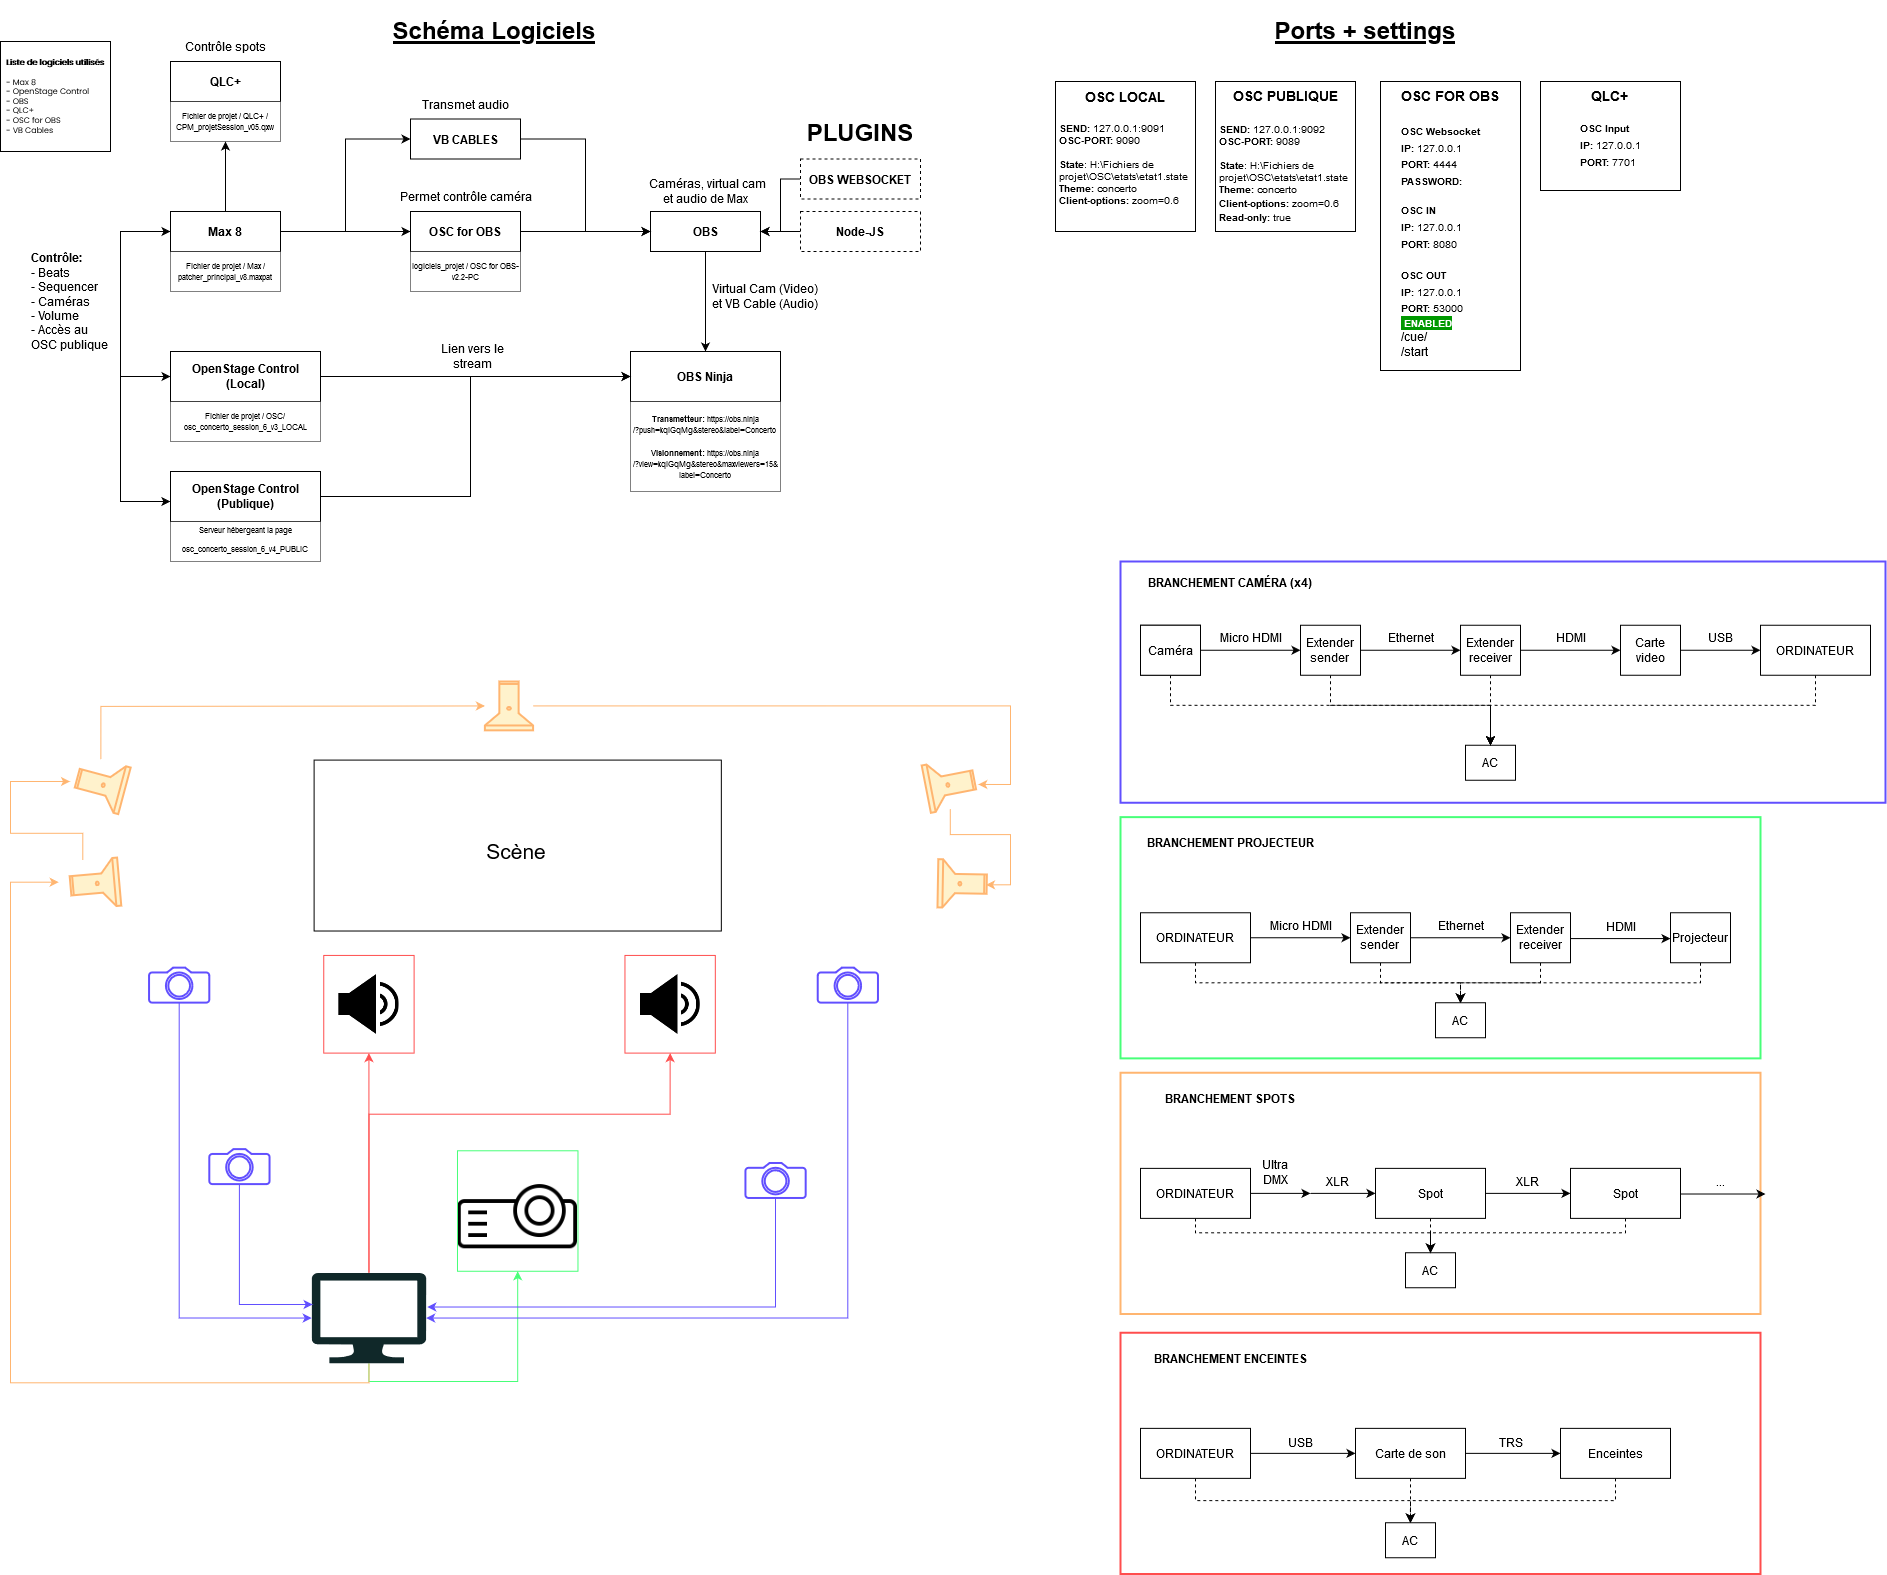 Schéma Logiciels
Liste de logiciels utilisés
- Max 8
- OpenStage Control
- OBS
- QLC+
- OSC for OBS
- VB Cables
Contrôle spots
QLC+
Fichier de projet / QLC+ /
CPM_projetSession_v05.qxw
Transmet audio
VB CABLES
Permet contrôle caméra
OSC for OBS
logiciels_projet / OSC for OBS-
v2.2-PC
Max 8
Fichier de projet / Max /
patcher_principal_v8.maxpat
Contrôle:
- Beats
- Sequencer
- Caméras
- Volume
- Accès au
OSC publique
PLUGINS
OBS WEBSOCKET
Node-JS
Caméras, virtual cam
et audio de Max
OBS
Virtual Cam (Video)
et VB Cable (Audio)
OpenStage Control
(Local)
Fichier de projet / OSC/
osc_concerto_session_6_v3_LOCAL
Lien vers le
stream
OBS Ninja
Transmetteur: https://obs.ninja
/?push=kqIGqMg&stereo&label=Concerto
Visionnement: https://obs.ninja
/?view=kqIGqMg&stereo&maxviewers=15&
label=Concerto
OpenStage Control
(Publique)
Serveur hébergeant la page
osc_concerto_session_6_v4_PUBLIC
Ports + settings
OSC LOCAL
SEND: 127.0.0.1:9091
OSC-PORT: 9090
State: H:\Fichiers de
projet\OSC\etats\etat1.state
Theme: concerto
Client-options: zoom=0.6
OSC PUBLIQUE
SEND: 127.0.0.1:9092
OSC-PORT: 9089
State: H:\Fichiers de
projet\OSC\etats\etat1.state
Theme: concerto
Client-options: zoom=0.6
Read-only: true
OSC FOR OBS
OSC Websocket
IP: 127.0.0.1
PORT: 4444
PASSWORD:
OSC IN
IP: 127.0.0.1
PORT: 8080
OSC OUT
IP: 127.0.0.1
PORT: 53000
ENABLED
/cue/
/start
QLC+
OSC Input
IP: 127.0.0.1
PORT: 7701
Scène
BRANCHEMENT CAMÉRA (x4)
Caméra
Micro HDMI
Extender
sender
Ethernet
Extender
receiver
HDMI
Carte
video
USB
ORDINATEUR
AC
BRANCHEMENT PROJECTEUR
ORDINATEUR
Micro HDMI
Extender
sender
Ethernet
Extender
receiver
HDMI
Projecteur
AC
BRANCHEMENT SPOTS
ORDINATEUR
Ultra
DMX
XLR
Spot
XLR
Spot
...
AC
BRANCHEMENT ENCEINTES
ORDINATEUR
USB
Carte de son
TRS
Enceintes
AC